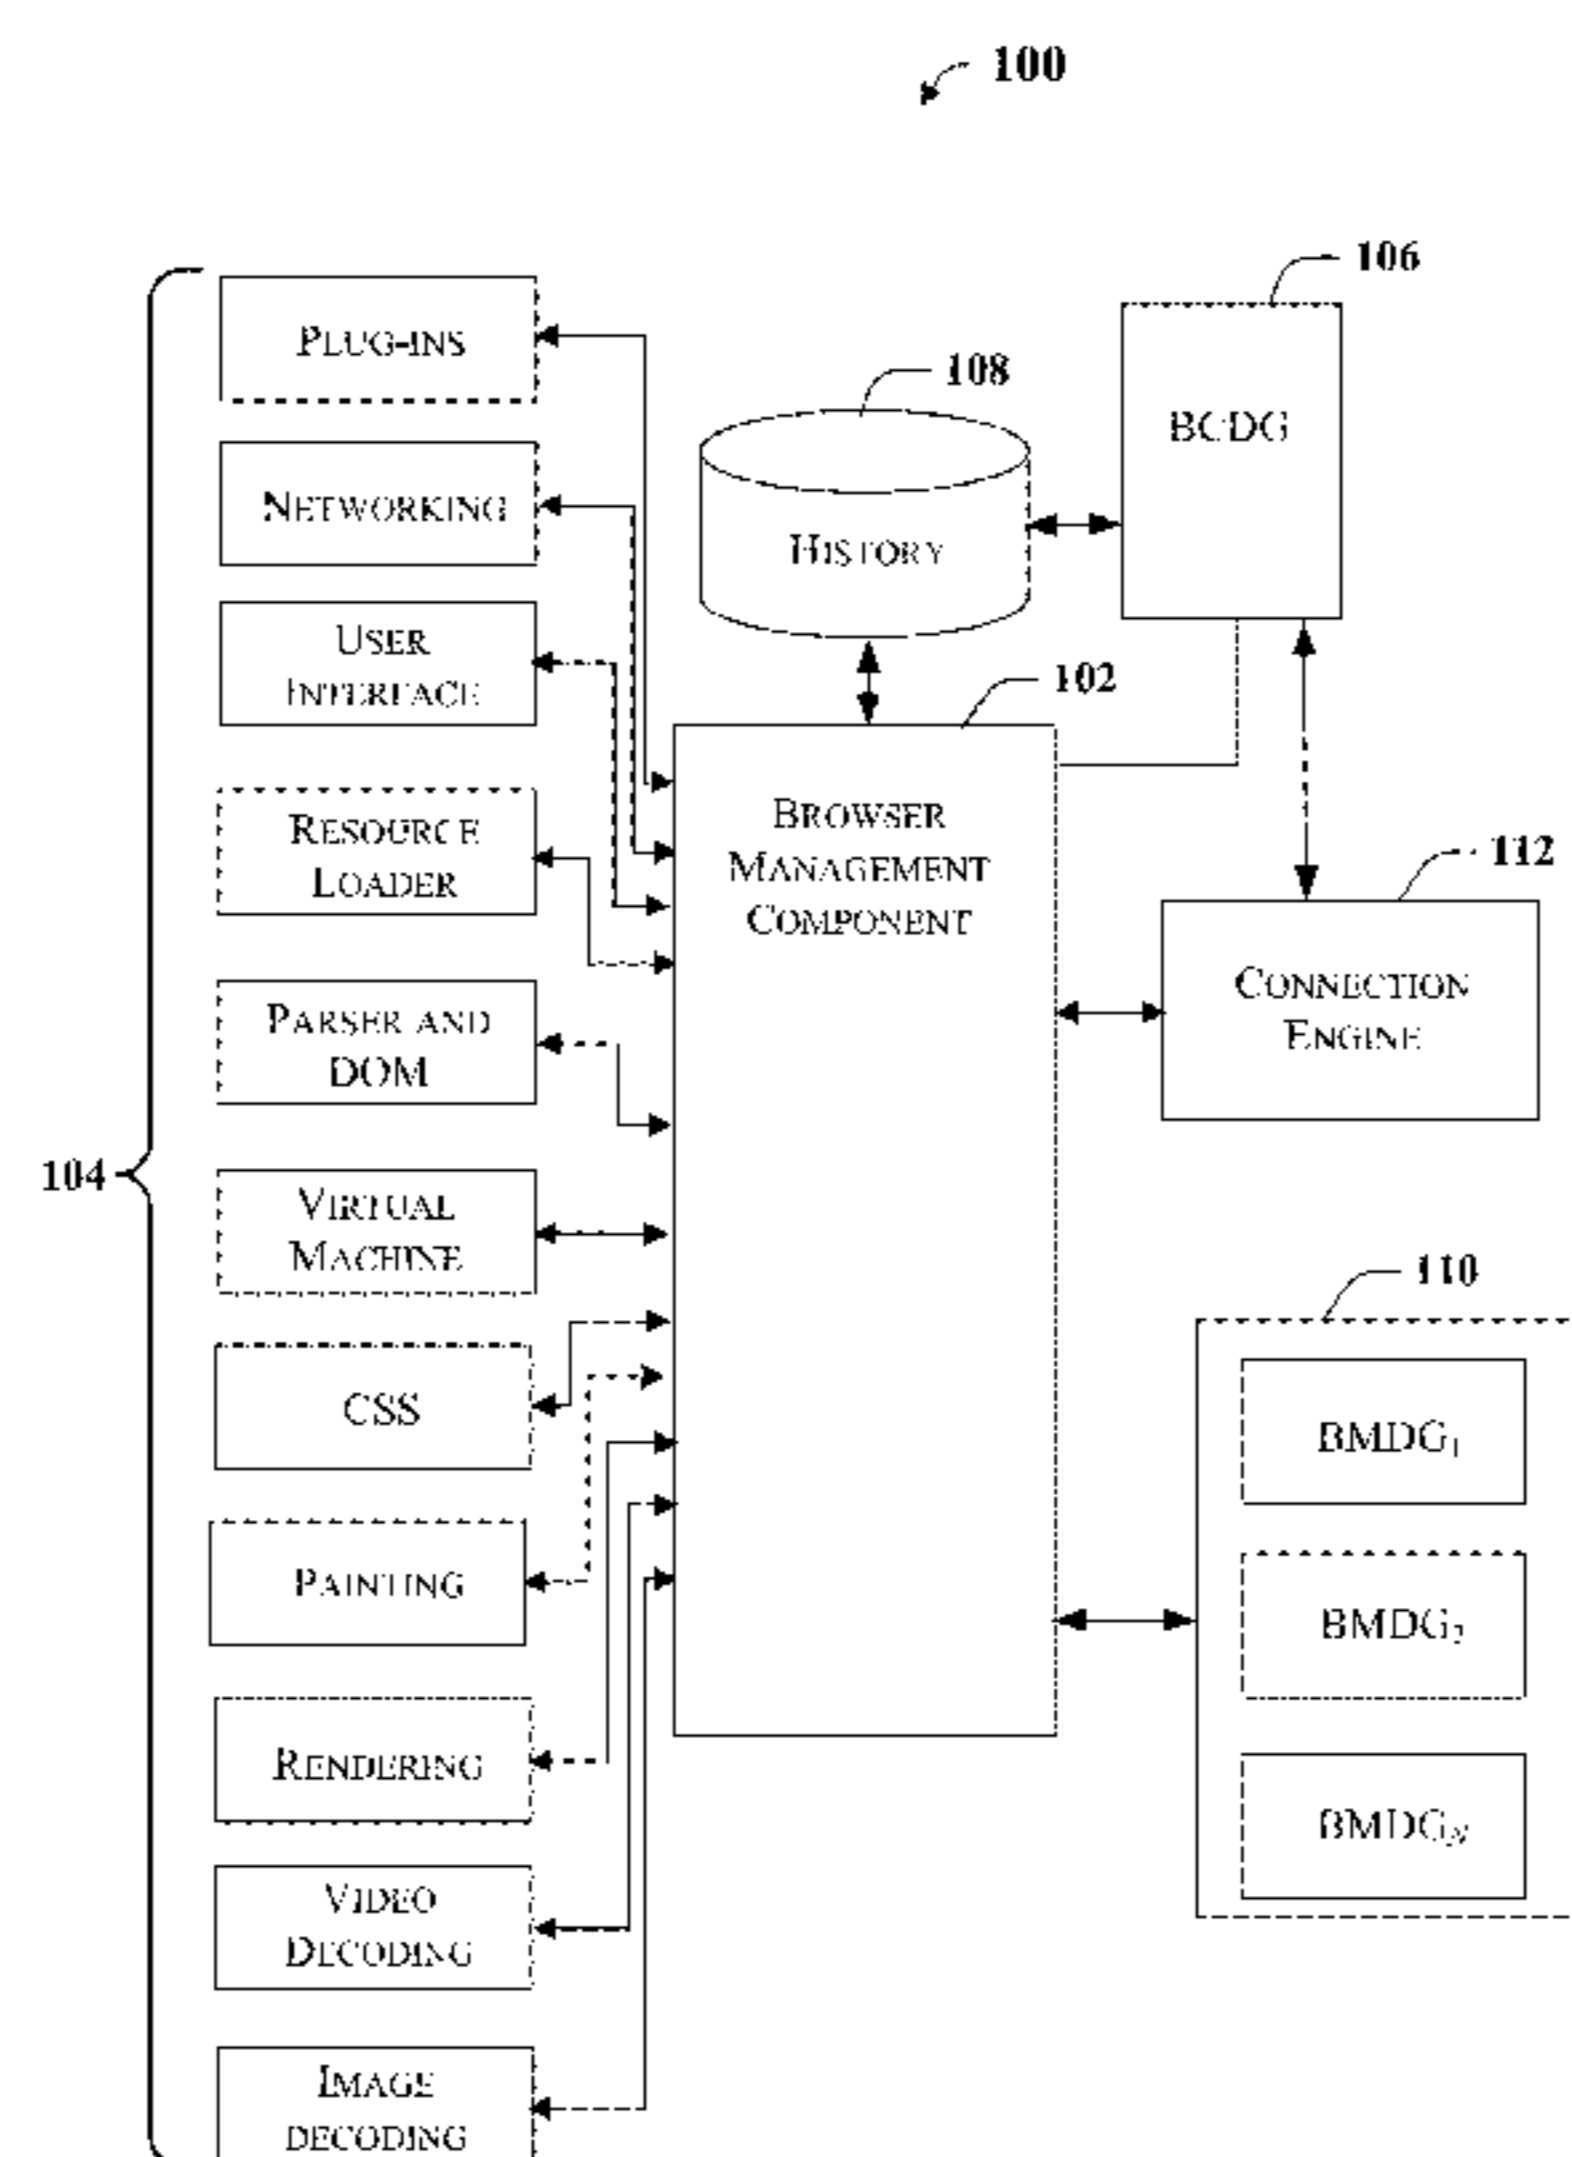 100
106
PLUG-INS
108
BCDG
NETWORKING
HISTORY
USER
INTERFACE
102
RESOURCE
LOADER
BROWSER
MANAGEMENT
COMPONENT
112
CONNECTION
ENGINE
PARSER AND
DOM
104
VIRTUAL
MACHINE
110
CSS
BMDG1
PAINTING
BMDG2
RENDERING
BMDGN
VIDEO
DECODING
IMAGE
DECODING